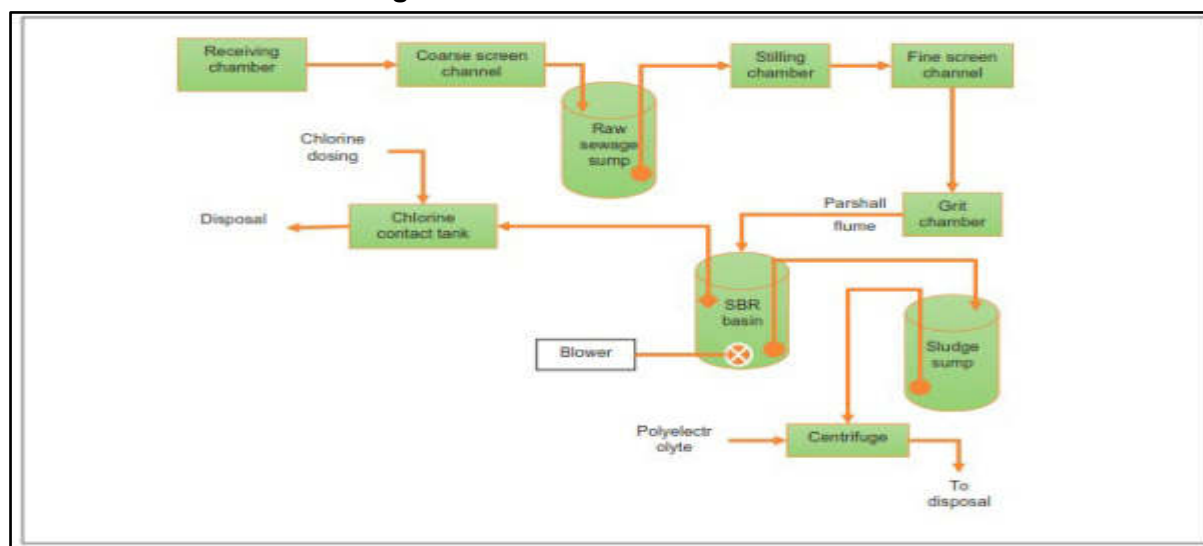 Receiving
chamber
Coarse screen
channel
Stilling
chamber
Fine screen
channel
Raw
sewage
sump
Chlorine
dosing
Parshall
flume
Grit
chamber
Disposal
Chlorine
contact tank
SBR
basin
Blower
Sludge
sump
Polyelectr
olyte
Centrifuge
To
disposal